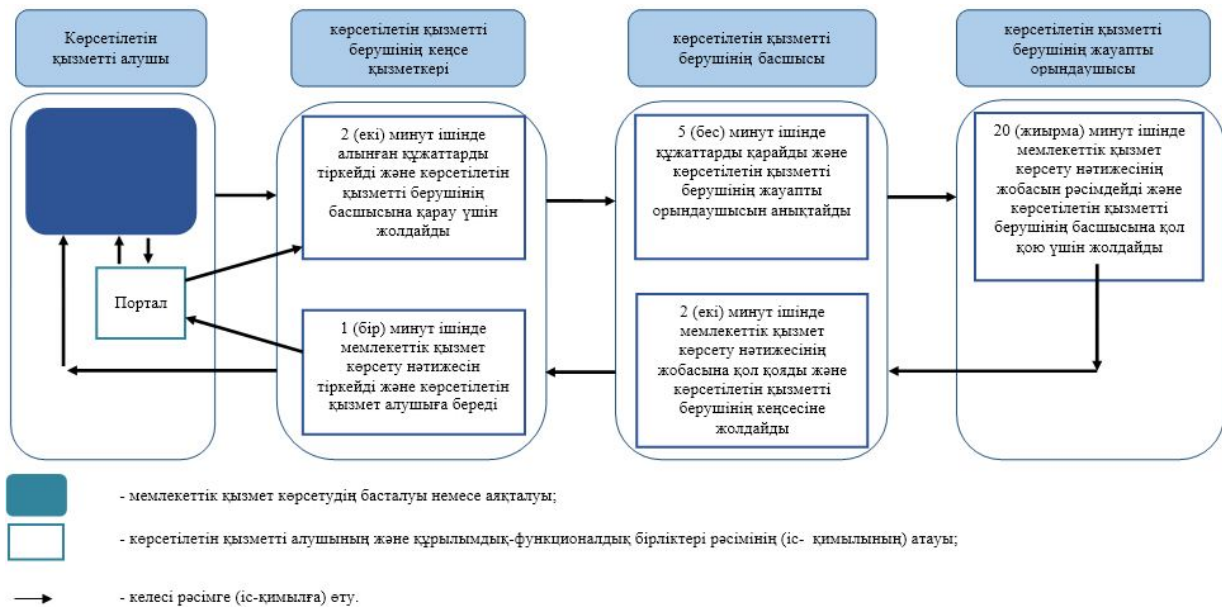 Көрсетілетін
қызметті алушы
көрсетілетін қызметті
берушінің кеңсе
қызметкері
көрсетілетін қызметті
берушінің басшысы
көрсетілетін қызметті
берушінің жауапты
орындаушысы
2 (екі) минут ішінде
алынған құжаттарды
тіркейді және көрсетілетін
қызметті берушінің
басшысына қарау үшін
жолдайды
5 (бес) минут ішінде
құжаттарды қарайды және
көрсетілетін қызметті
берушінің жауапты
орындаушысын анықтайды
20 (жиырма) минут ішінде
мемлекеттік қызмет
көрсету нәтижесінің
жобасын рәсімдейді және
көрсетілетін қызметті
берушінің басшысына қол
қою үшін жолдайды
Портал
1 (бір) минут ішінде
мемлекеттік қызмет
көрсету нәтижесін
тіркейді және көрсетілетін
қызмет алушыға береді
2 (екі) минут ішінде
мемлекеттік қызмет
көрсету нәтижесінің
жобасына қол қояды және
көрсетілетін қызметті
берушінің кеңсесіне
жолдайды
- мемлекеттік қызмет көрсетудің басталуы немесе аяқталуы;
- көрсетілетін қызметті алушының және құрылымдық-функционалдық бірліктері рәсімінің (іс- қимылының) атауы;
- келесі рәсімге (іс-қимылға) өту.